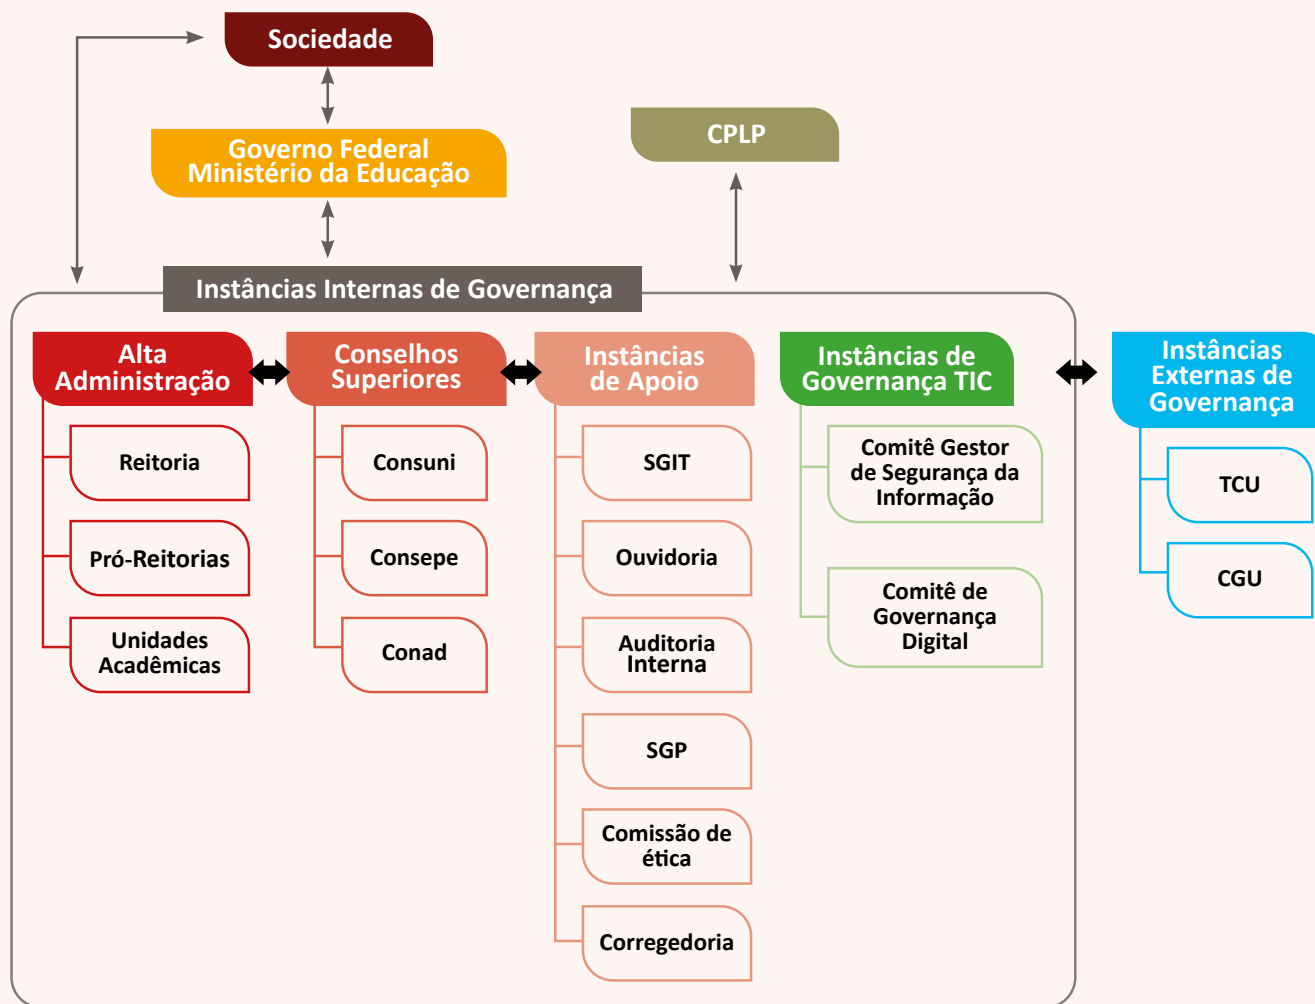 Sociedade
Governo Federal
Ministério da Educação
CPLP
Instâncias Internas de Governança
Alta
Administração
Reitoria
Pró-Reitorias
Unidades
Acadêmicas
Conselhos
Superiores
Consuni
Consepe
Conad
Instâncias
de Apoio
SGIT
Ouvidoria
Auditoria
Interna
SGP
Comissão de
ética
Corregedoria
Instâncias de
Governança TIC
Comitê Gestor
de Segurança da
Informação
Comitê de
Governança
Digital
Instâncias
Externas de
Governança
TCU
CGU